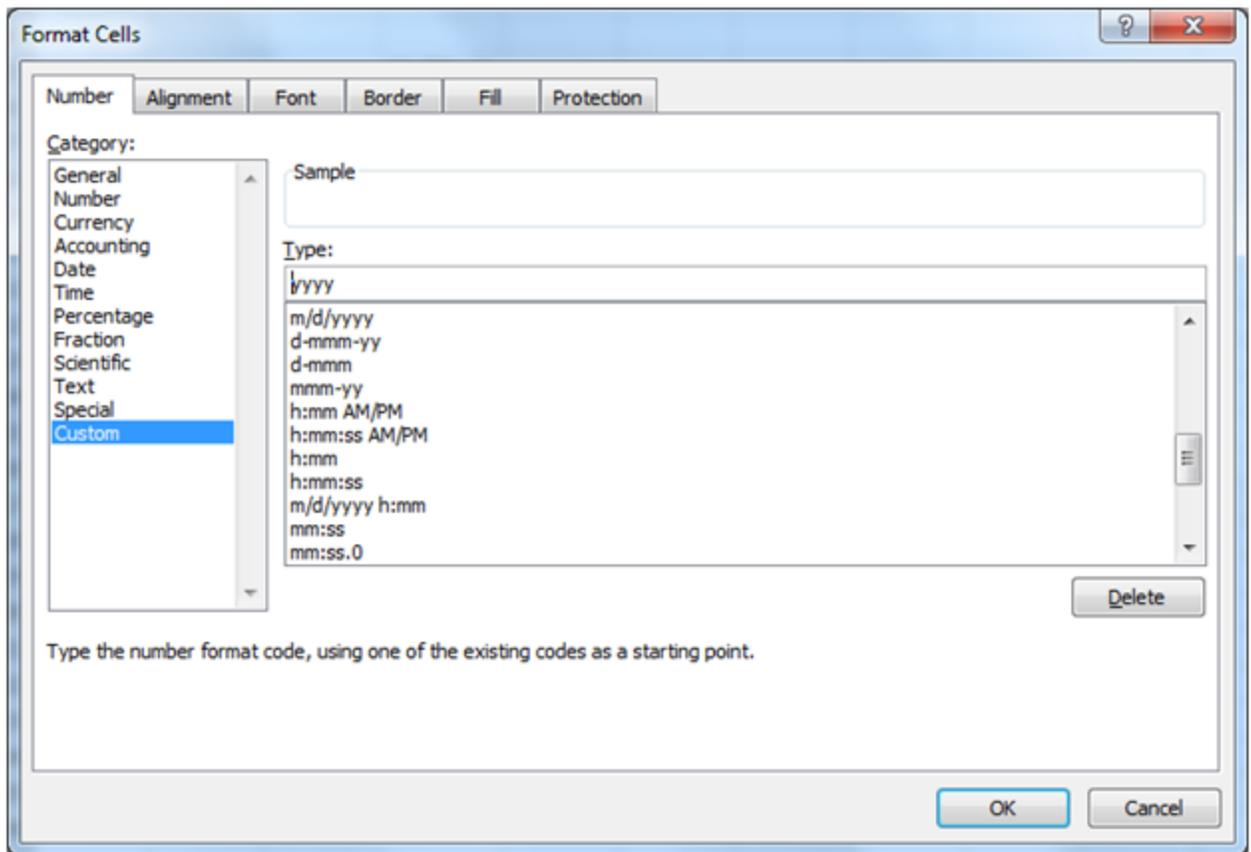 Format Cells
Number Alignment Font Border Fill Protection
Category:
General
Number
Currency
Accounting
Date
Time
Percentage
Fraction
Scientific
Text
Special
Custom
Sample
Type:
yyyy
m/d/yyyy
d-mmm-yy
d-mmm
mmm-yy
h:mm AM/PM
h:mm:ss AM/PM
h:mm
h:mm:ss
m/d/yyyy h:mm
mm:ss
mm:ss.0
Delete
Type the number format code, using one of the existing codes as a starting point.
OK Cancel